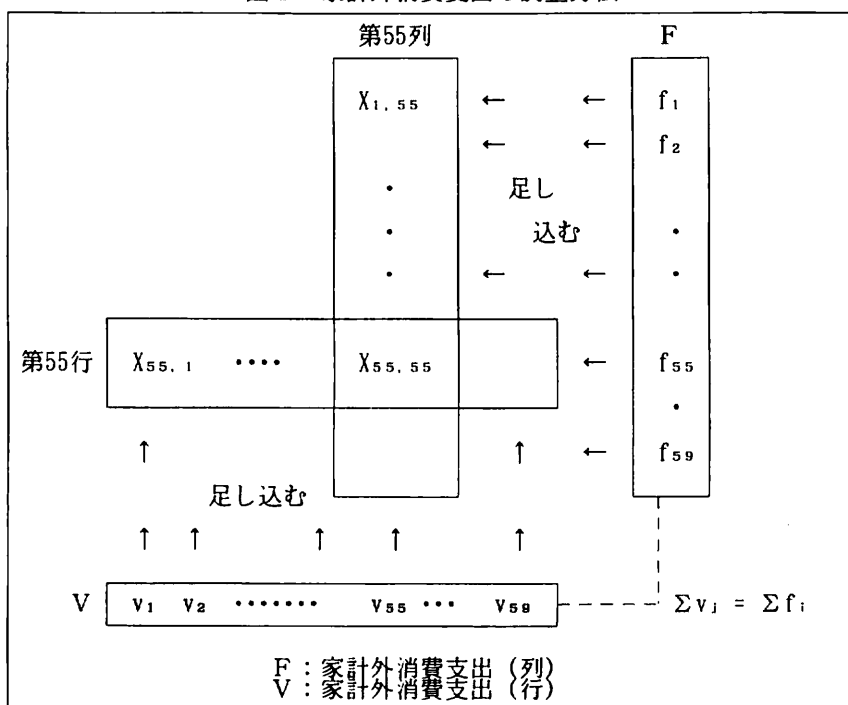 第55列 F
X₁,₅₅ ← ← f₁
← ← f₂
・ 足し
・ 込む ・
・ ← ← ・
第55行 X₅₅,₁ ・・・・ X₅₅,₅₅ ← f₅₅
・
↑ ↑ ← f₅₉
足し込む
↑ ↑ ↑ ↑ ↑
V v₁ v₂ ・・・・・・・ v₅₅ ・・・ v₅₉ Σvⱼ = Σfᵢ
F：家計外消費支出（列）
V：家計外消費支出（行）